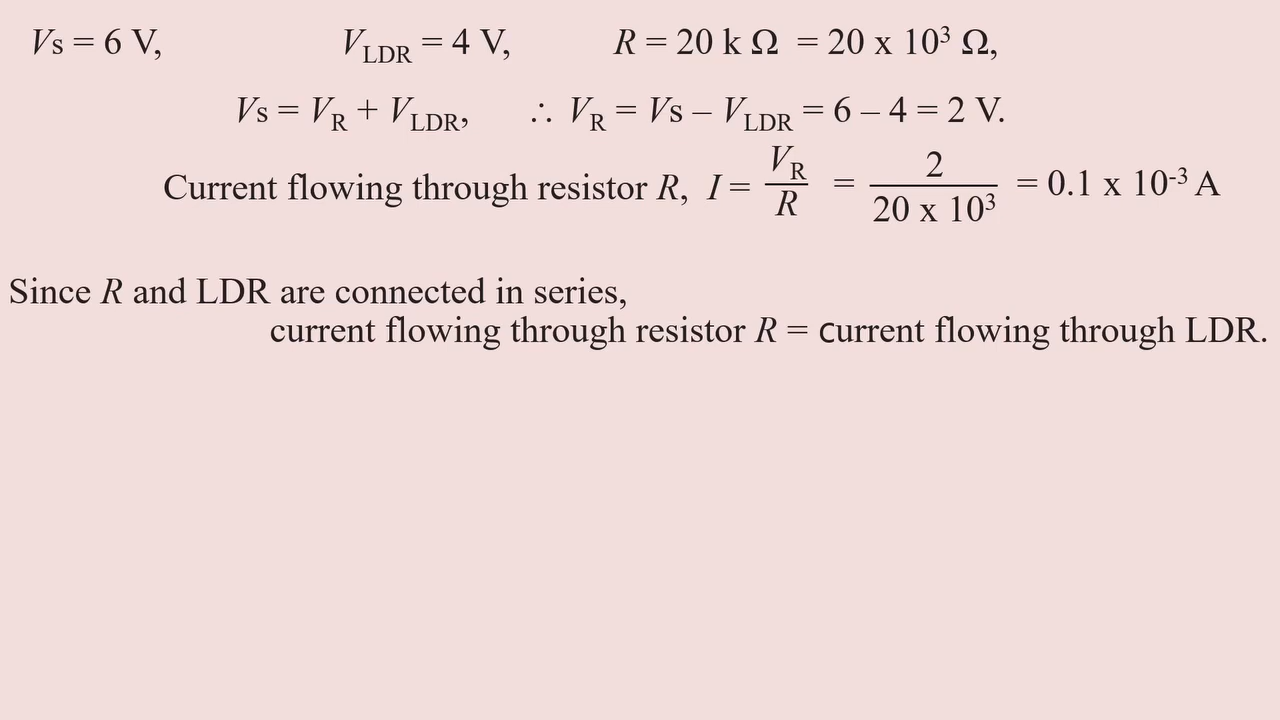 Vs = 6 V, V_LDR = 4 V, R = 20 k Ω = 20 x 10³ Ω,
Vs = V_R + V_LDR, ∴ V_R = Vs – V_LDR = 6 – 4 = 2 V.
Current flowing through resistor R, I = V_R / R = 2 / 20 x 10³ = 0.1 x 10⁻³ A
Since R and LDR are connected in series,
current flowing through resistor R = current flowing through LDR.